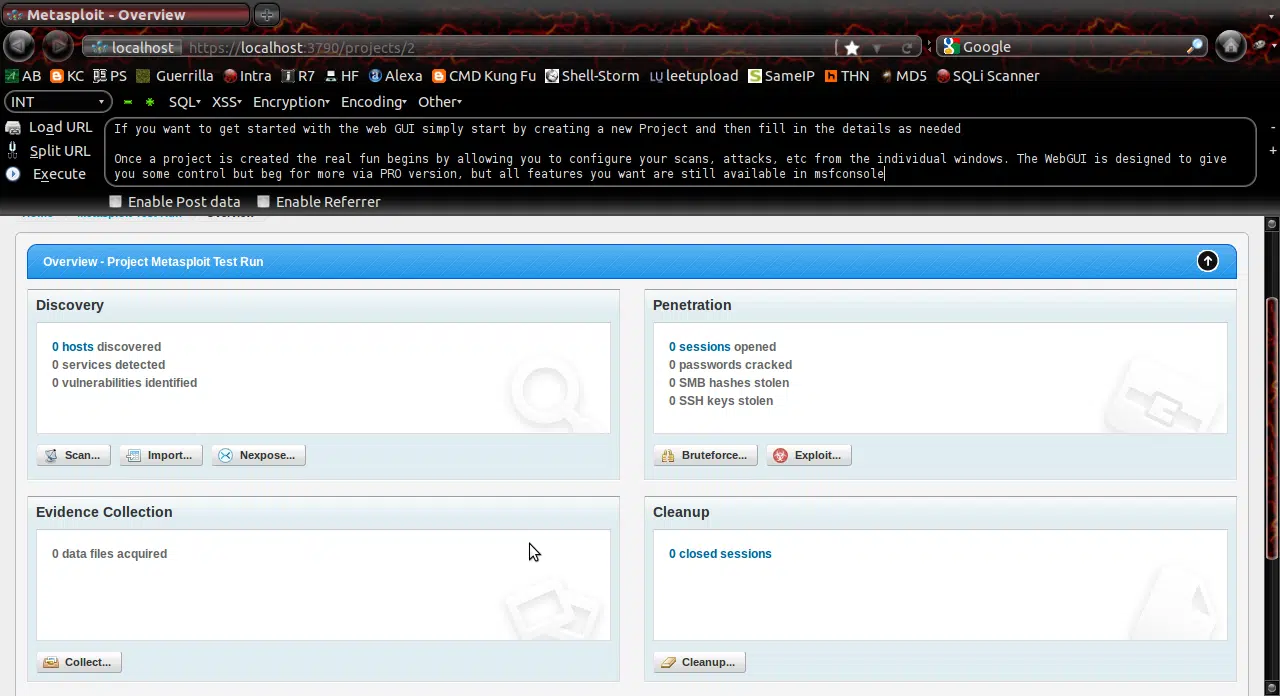 Metasploit - Overview
localhost https://localhost:3790/projects/2 Google
AB KC PS Guerrilla Intra R7 HF Alexa CMD Kung Fu Shell-Storm leetupload SameIP THN MD5 SQLi Scanner
INT SQL XSS Encryption Encoding Other
Load URL
Split URL
Execute
If you want to get started with the web GUI simply start by creating a new Project and then fill in the details as needed
Once a project is created the real fun begins by allowing you to configure your scans, attacks, etc from the individual windows. The WebGUI is designed to give
you some control but beg for more via PRO version, but all features you want are still available in msfconsole
Enable Post data Enable Referrer
Overview - Project Metasploit Test Run
Discovery
0 hosts discovered
0 services detected
0 vulnerabilities identified
Scan... Import... Nexpose...
Penetration
0 sessions opened
0 passwords cracked
0 SMB hashes stolen
0 SSH keys stolen
Bruteforce... Exploit...
Evidence Collection
0 data files acquired
Collect...
Cleanup
0 closed sessions
Cleanup...